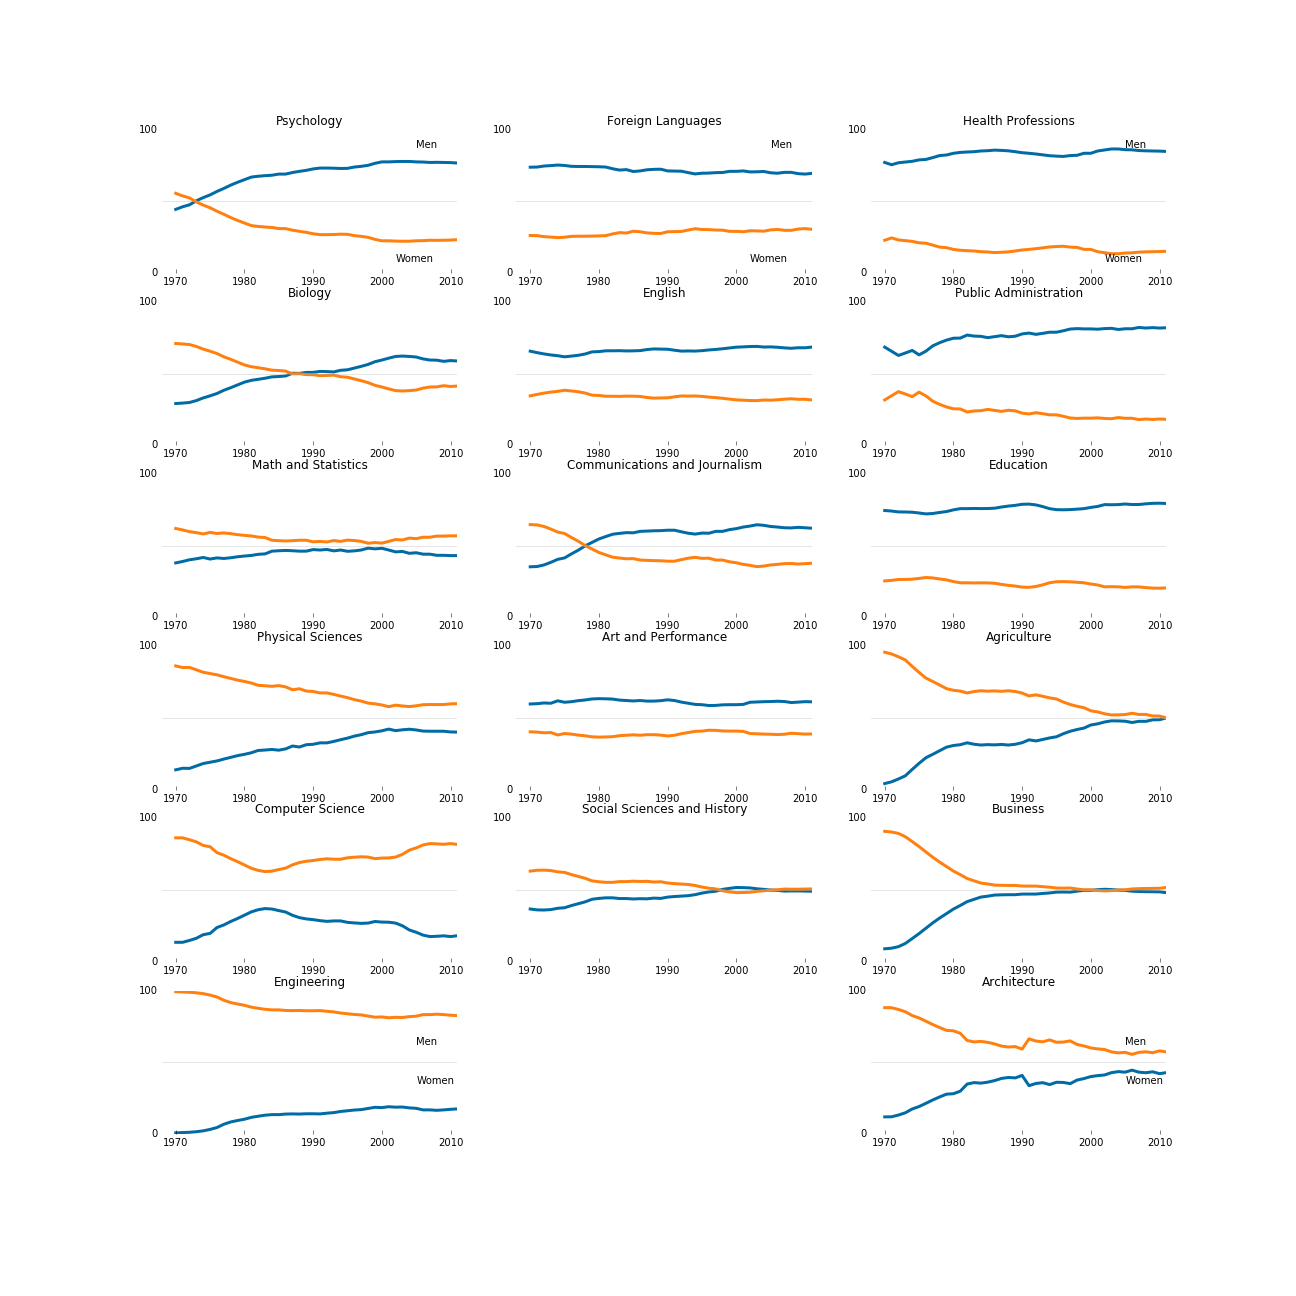 Psychology
100
Men
Women
0
1970 1980 1990 2000 2010
Foreign Languages
100
Men
Women
0
1970 1980 1990 2000 2010
Health Professions
100
Men
Women
0
1970 1980 1990 2000 2010
Biology
100
0
1970 1980 1990 2000 2010
English
100
0
1970 1980 1990 2000 2010
Public Administration
100
0
1970 1980 1990 2000 2010
Math and Statistics
100
0
1970 1980 1990 2000 2010
Communications and Journalism
100
0
1970 1980 1990 2000 2010
Education
100
0
1970 1980 1990 2000 2010
Physical Sciences
100
0
1970 1980 1990 2000 2010
Art and Performance
100
0
1970 1980 1990 2000 2010
Agriculture
100
0
1970 1980 1990 2000 2010
Computer Science
100
0
1970 1980 1990 2000 2010
Social Sciences and History
100
0
1970 1980 1990 2000 2010
Business
100
0
1970 1980 1990 2000 2010
Engineering
100
Men
Women
0
1970 1980 1990 2000 2010
Architecture
100
Men
Women
0
1970 1980 1990 2000 2010